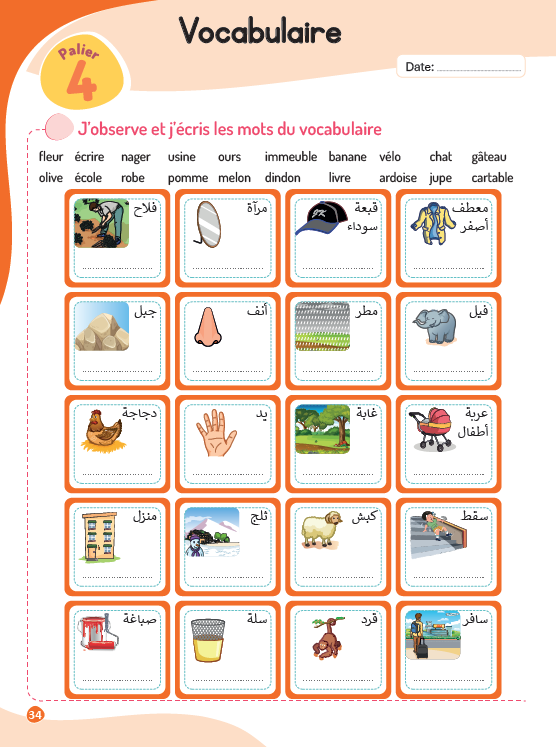 Vocabulaire
Palier
4
Date:
J'observe et j'écris les mots du vocabulaire
fleur écrire nager usine ours immeuble banane vélo chat gâteau
olive école robe pomme melon dindon livre ardoise jupe cartable
فلاح
مرآة
قبعة
سوداء
معطف
أصفر
جبل
أنف
مطر
فيل
دجاجة
يد
غابة
عربة
أطفال
منزل
ثلج
كبش
سقط
صباغة
سلة
قرد
سافر
34